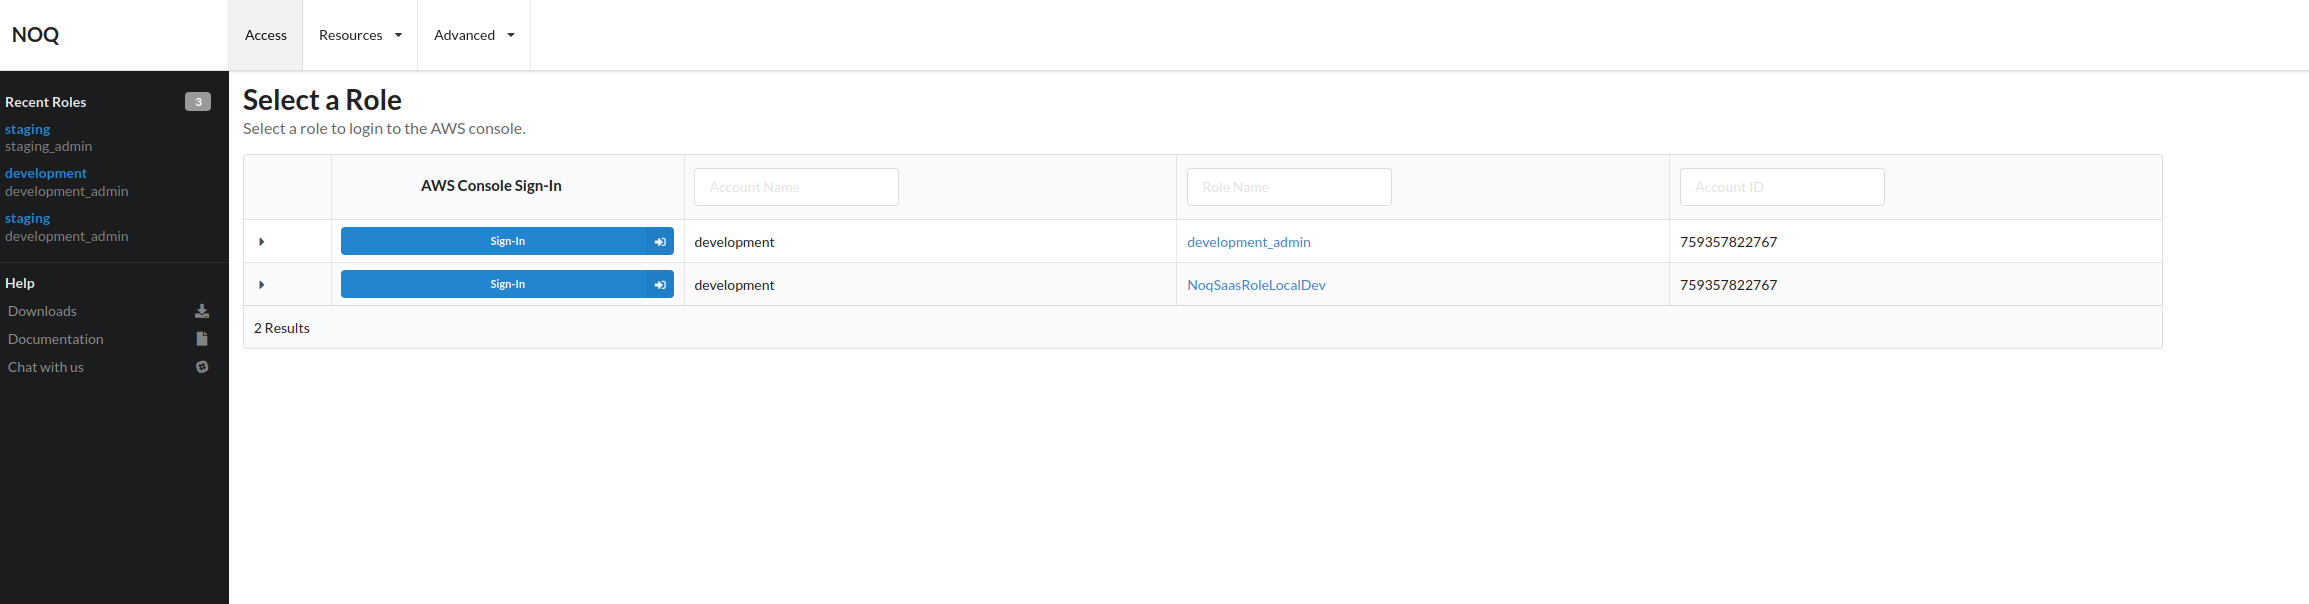 NOQ
Access
Resources
Advanced
Recent Roles
3
staging
staging_admin
development
development_admin
staging
development_admin
Help
Downloads
Documentation
Chat with us
Select a Role
Select a role to login to the AWS console.
AWS Console Sign-In
Account Name
Role Name
Account ID
Sign-In
development
development_admin
759357822767
Sign-In
development
NoqSaasRoleLocalDev
759357822767
2 Results